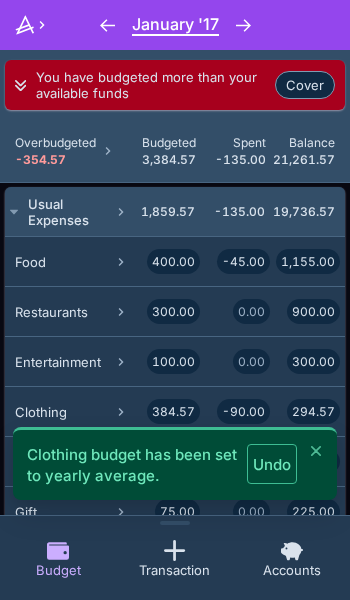 January '17
You have budgeted more than your
available funds
Cover
Overbudgeted Budgeted Spent Balance
-354.57 3,384.57 -135.00 21,261.57
Usual
Expenses 1,859.57 -135.00 19,736.57
Food 400.00 -45.00 1,155.00
Restaurants 300.00 0.00 900.00
Entertainment 100.00 0.00 300.00
Clothing 384.57 -90.00 294.57
Clothing budget has been set
to yearly average.
Undo
Gift 75.00 0.00 225.00
Budget Transaction Accounts